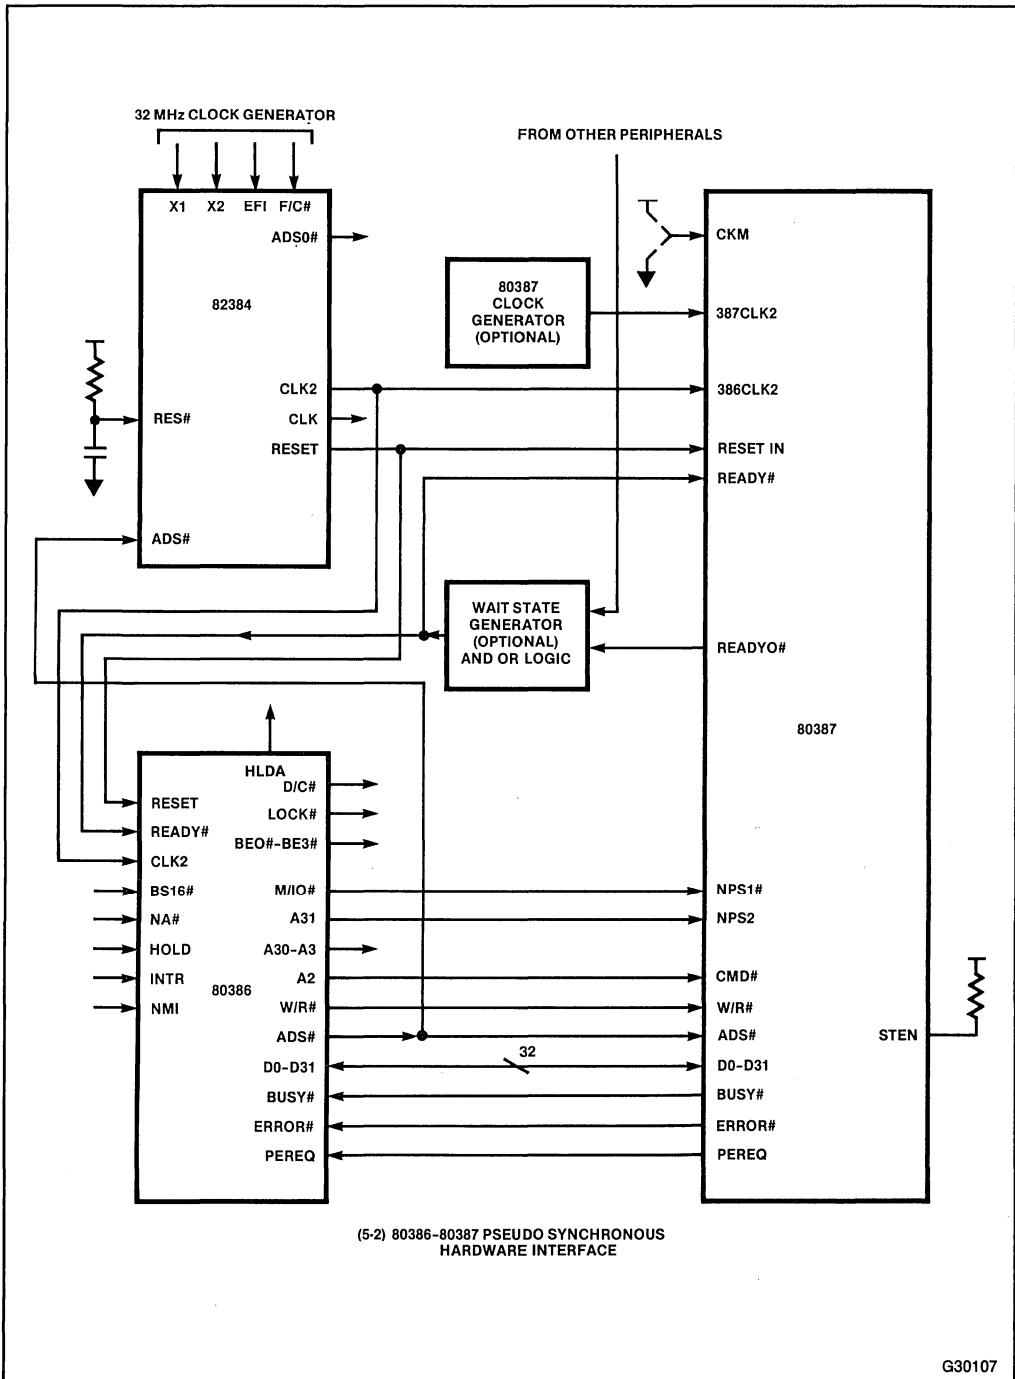 32 MHz CLOCK GENERATOR
FROM OTHER PERIPHERALS
X1 X2 EFI F/C#
ADS0#
82384
CLK2
RES#
CLK
RESET
ADS#
80387
CLOCK
GENERATOR
(OPTIONAL)
CKM
387CLK2
386CLK2
RESET IN
READY#
WAIT STATE
GENERATOR
(OPTIONAL)
AND OR LOGIC
READYO#
80387
HLDA
D/C#
RESET
LOCK#
READY#
BEO#-BE3#
CLK2
BS16#
M/IO#
NA#
A31
HOLD
A30-A3
INTR
A2
80386
NMI
W/R#
ADS#
D0-D31
32
BUSY#
ERROR#
PEREQ
NPS1#
NPS2
CMD#
W/R#
ADS#
STEN
D0-D31
BUSY#
ERROR#
PEREQ
(5-2) 80386-80387 PSEUDO SYNCHRONOUS
HARDWARE INTERFACE
G30107